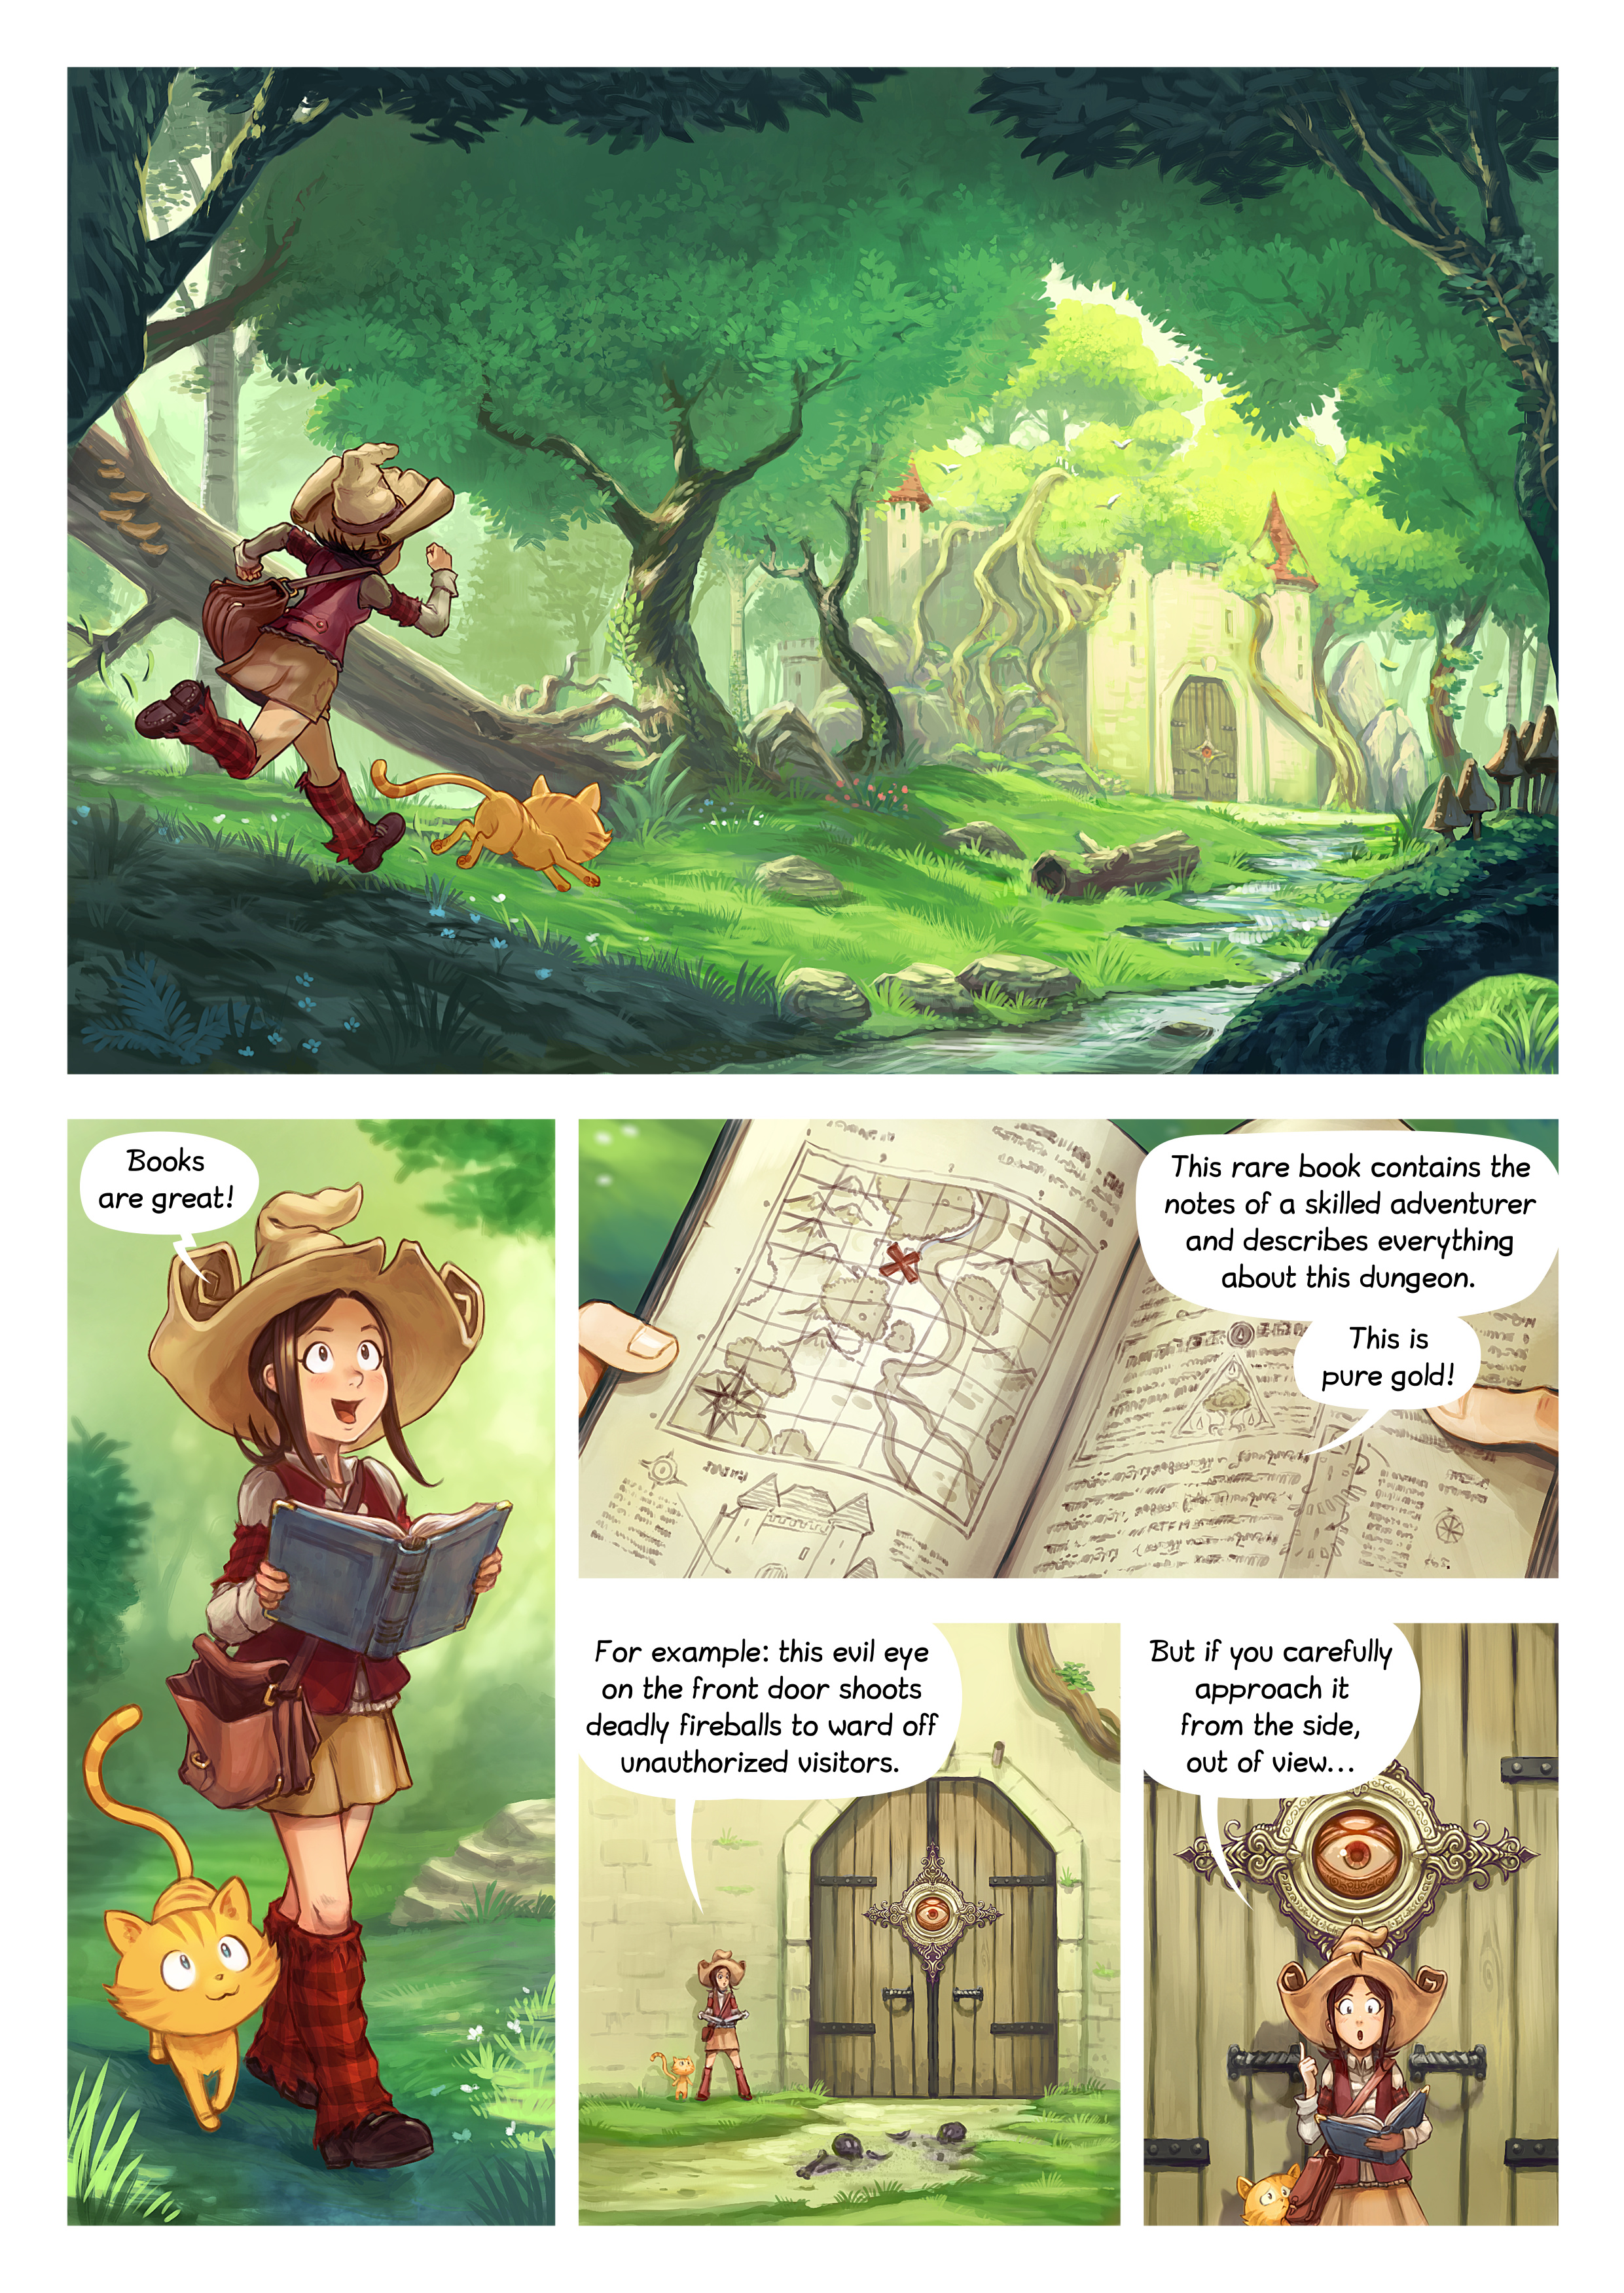 Books
are great!
This rare book contains the
notes of a skilled adventurer
and describes everything
about this dungeon.
This is
pure gold!
For example: this evil eye
on the front door shoots
deadly fireballs to ward off
unauthorized visitors.
But if you carefully
approach it
from the side,
out of view...